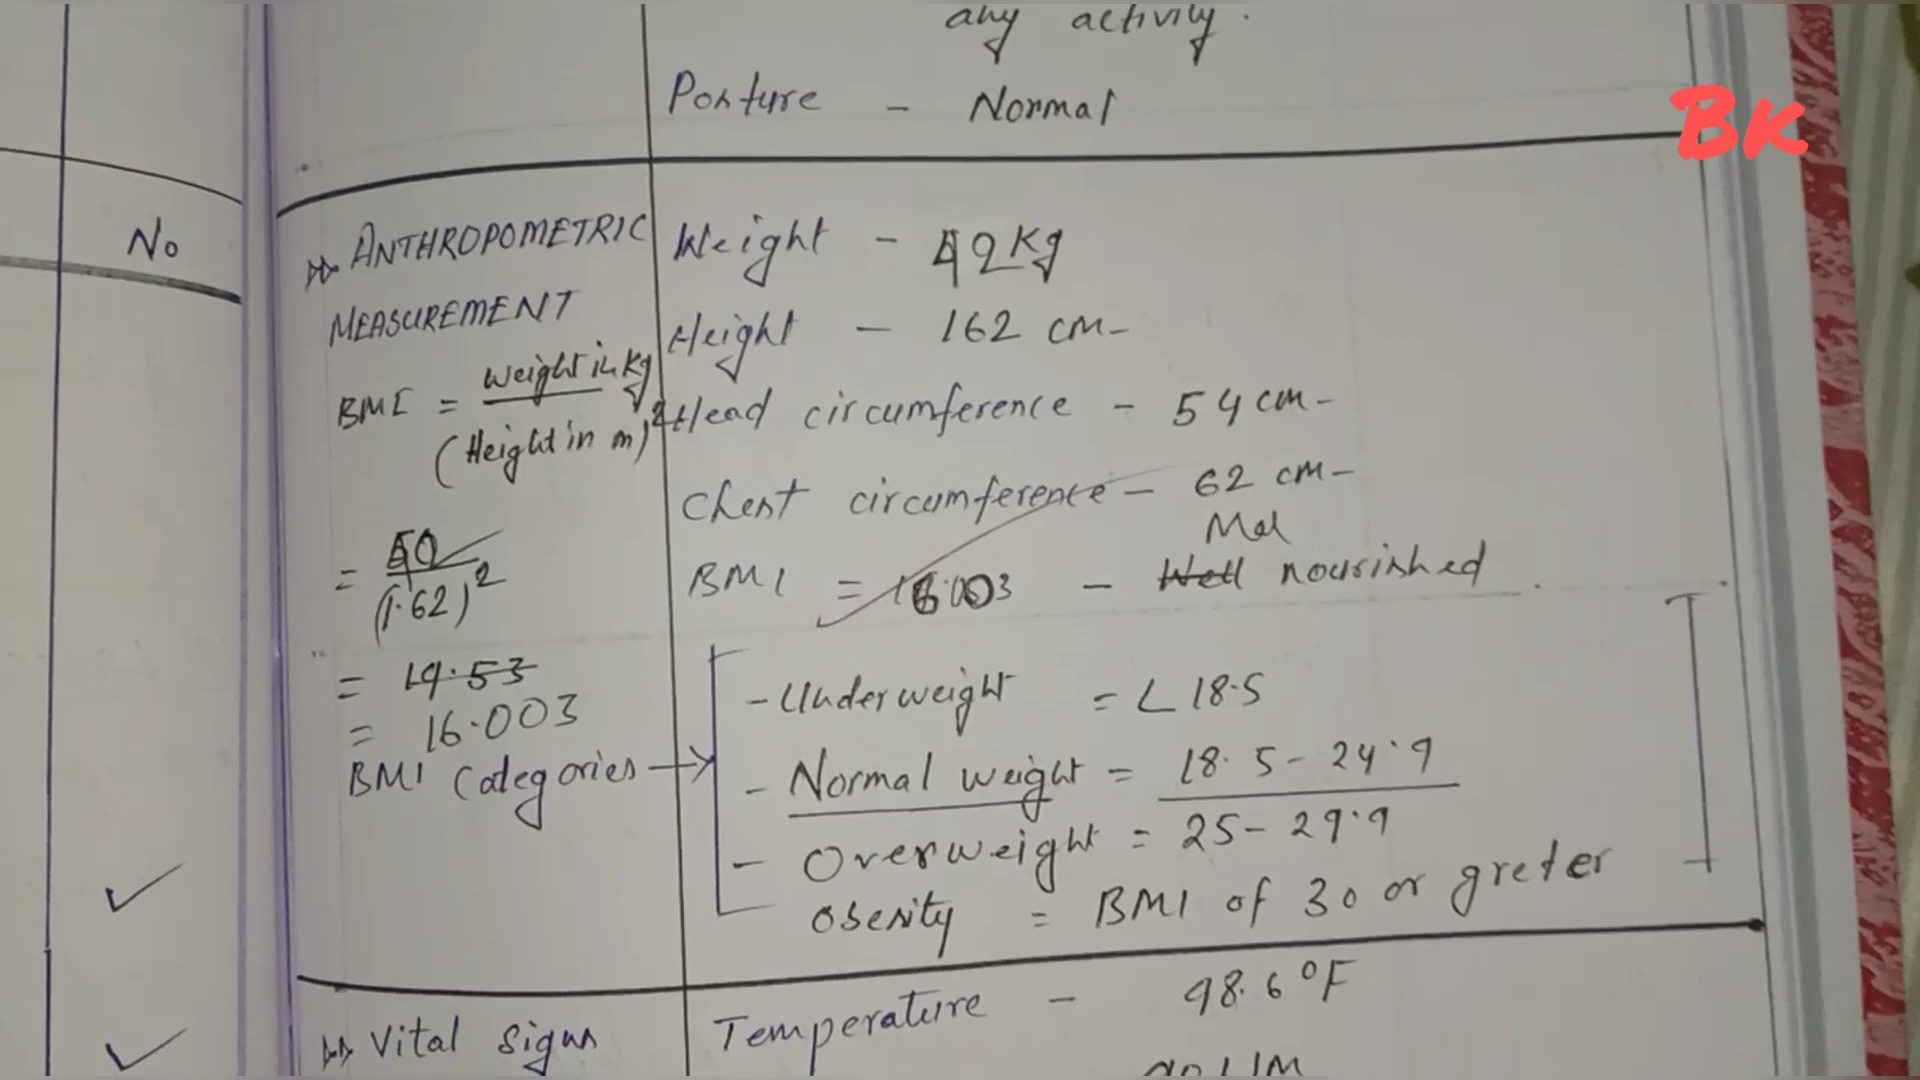 any activity.
Posture - Normal
BK
No
▷▷ ANTHROPOMETRIC
MEASUREMENT
BMI = Weight in kg
(Height in m)²
=
(1.62)²
= 19.53
= 16.003
BMI Categories →
Weight - 42 Kg
Height - 162 cm-
Head circumference - 54 cm-
Chest circumference - 62 cm-
Mal
BMI = 16.003 - Well nourished
- Underweight = < 18.5
- Normal weight = 18.5 - 24.9
- Overweight = 25 - 29.9
Obesity = BMI of 30 or greter
▷▷ Vital signs
Temperature - 98.6°F